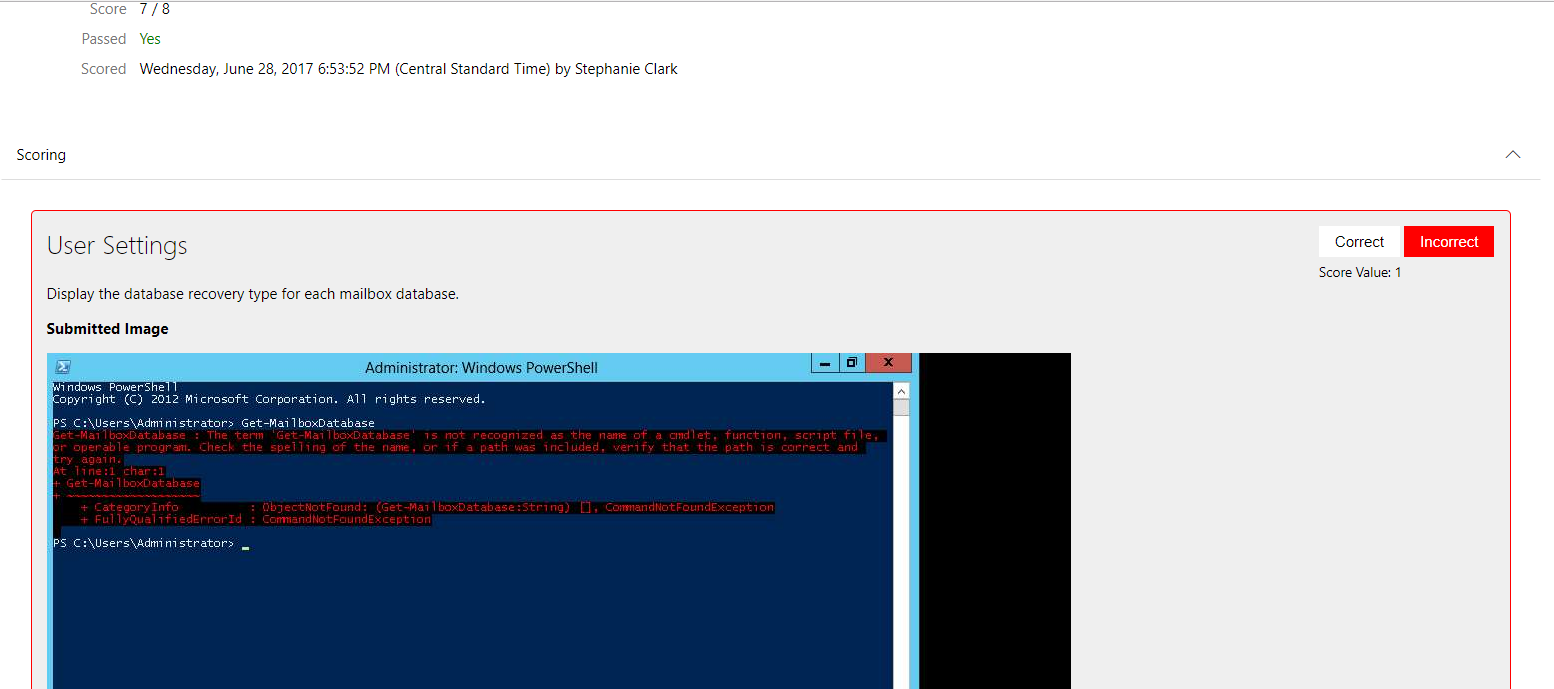 Score 7 / 8
Passed Yes
Scored Wednesday, June 28, 2017 6:53:52 PM (Central Standard Time) by Stephanie Clark
Scoring
User Settings
Correct Incorrect
Score Value: 1
Display the database recovery type for each mailbox database.
Submitted Image
Administrator: Windows PowerShell
Windows PowerShell
Copyright (C) 2012 Microsoft Corporation. All rights reserved.
PS C:\Users\Administrator> Get-MailboxDatabase
Get-MailboxDatabase : The term 'Get-MailboxDatabase' is not recognized as the name of a cmdlet, function, script file,
or operable program. Check the spelling of the name, or if a path was included, verify that the path is correct and
try again.
At line:1 char:1
+ Get-MailboxDatabase
+ ~~~~~~~~~~~~~~~~~~~
+ CategoryInfo : ObjectNotFound: (Get-MailboxDatabase:String) [], CommandNotFoundException
+ FullyQualifiedErrorId : CommandNotFoundException
PS C:\Users\Administrator> _